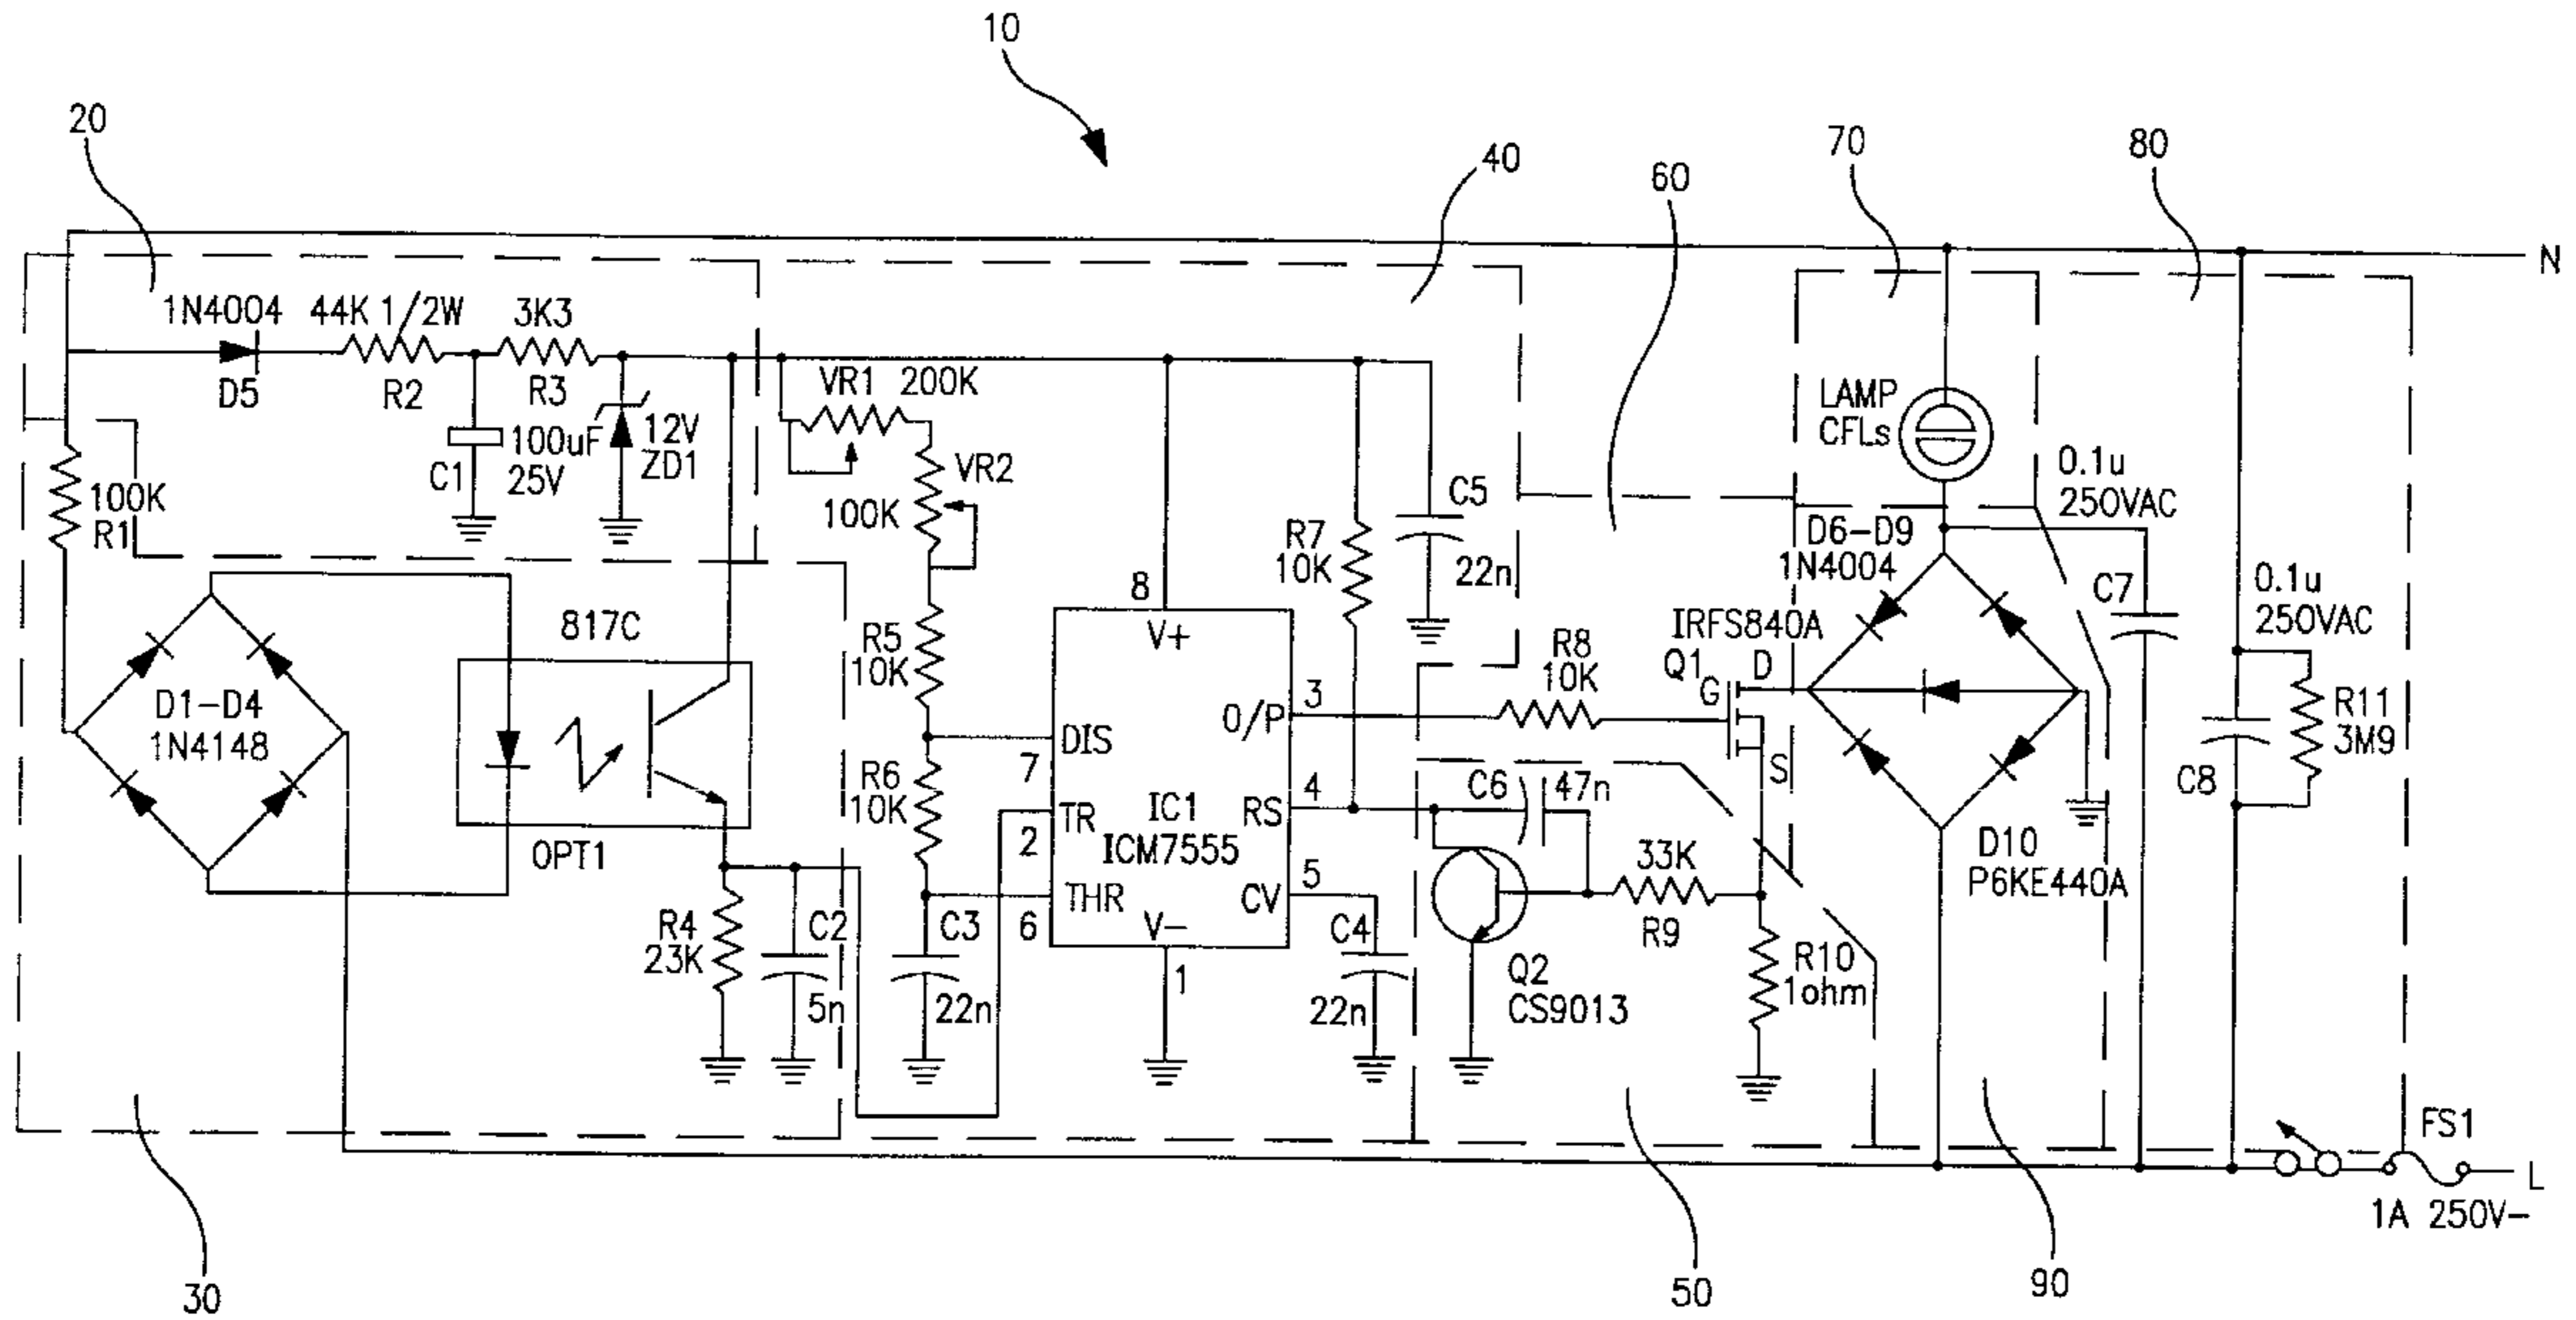 10
20
40
60
70
80
N
1N4004
44K 1/2W
3K3
D5
R2
R3
C1
100uF
25V
12V
ZD1
VR1 200K
VR2
100K
100K
R1
C5
22n
R7
10K
LAMP
CFLs
0.1u
250VAC
D6-D9
1N4004
C7
0.1u
250VAC
R11
3M9
C8
817C
D1-D4
1N4148
OPT1
R5
10K
R6
10K
R4
23K
C2
5n
C3
22n
8
V+
O/P
3
DIS
7
TR
2
IC1
ICM7555
RS
4
THR
6
CV
5
V-
1
C4
22n
R8
10K
IRFS840A
Q1
G
D
S
C6
47n
33K
R9
Q2
CS9013
R10
1ohm
D10
P6KE440A
FS1
L
1A 250V-
30
50
90